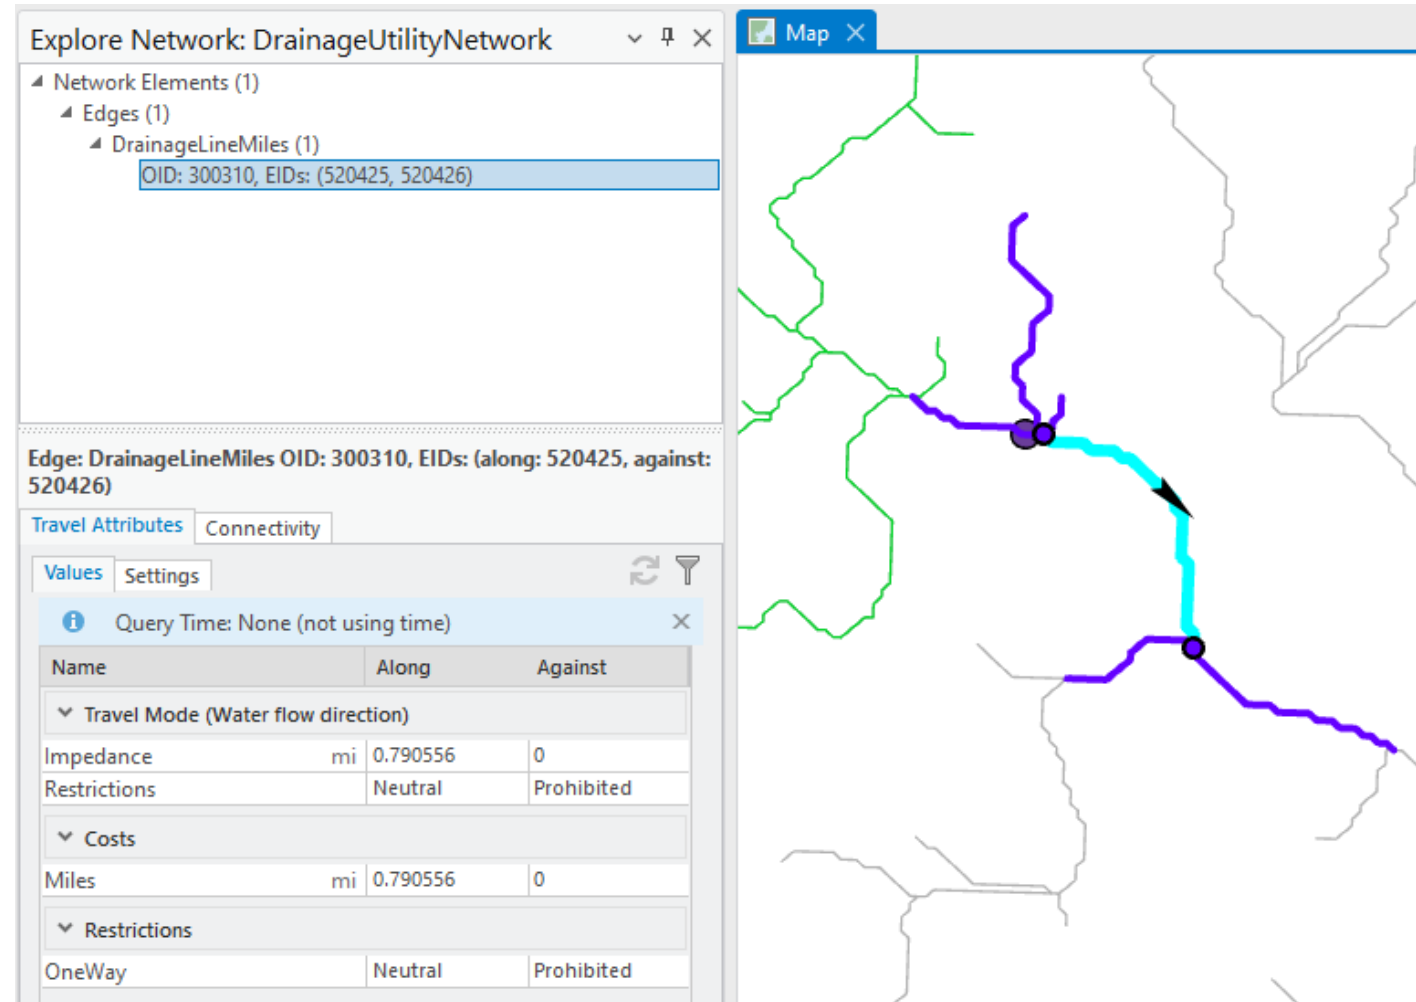 Explore Network: DrainageUtilityNetwork
Map
Network Elements (1)
Edges (1)
DrainageLineMiles (1)
OID: 300310, EIDs: (520425, 520426)
Edge: DrainageLineMiles OID: 300310, EIDs: (along: 520425, against:
520426)
Travel Attributes Connectivity
Values Settings
Query Time: None (not using time)
Name Along Against
Travel Mode (Water flow direction)
Impedance mi 0.790556 0
Restrictions Neutral Prohibited
Costs
Miles mi 0.790556 0
Restrictions
OneWay Neutral Prohibited